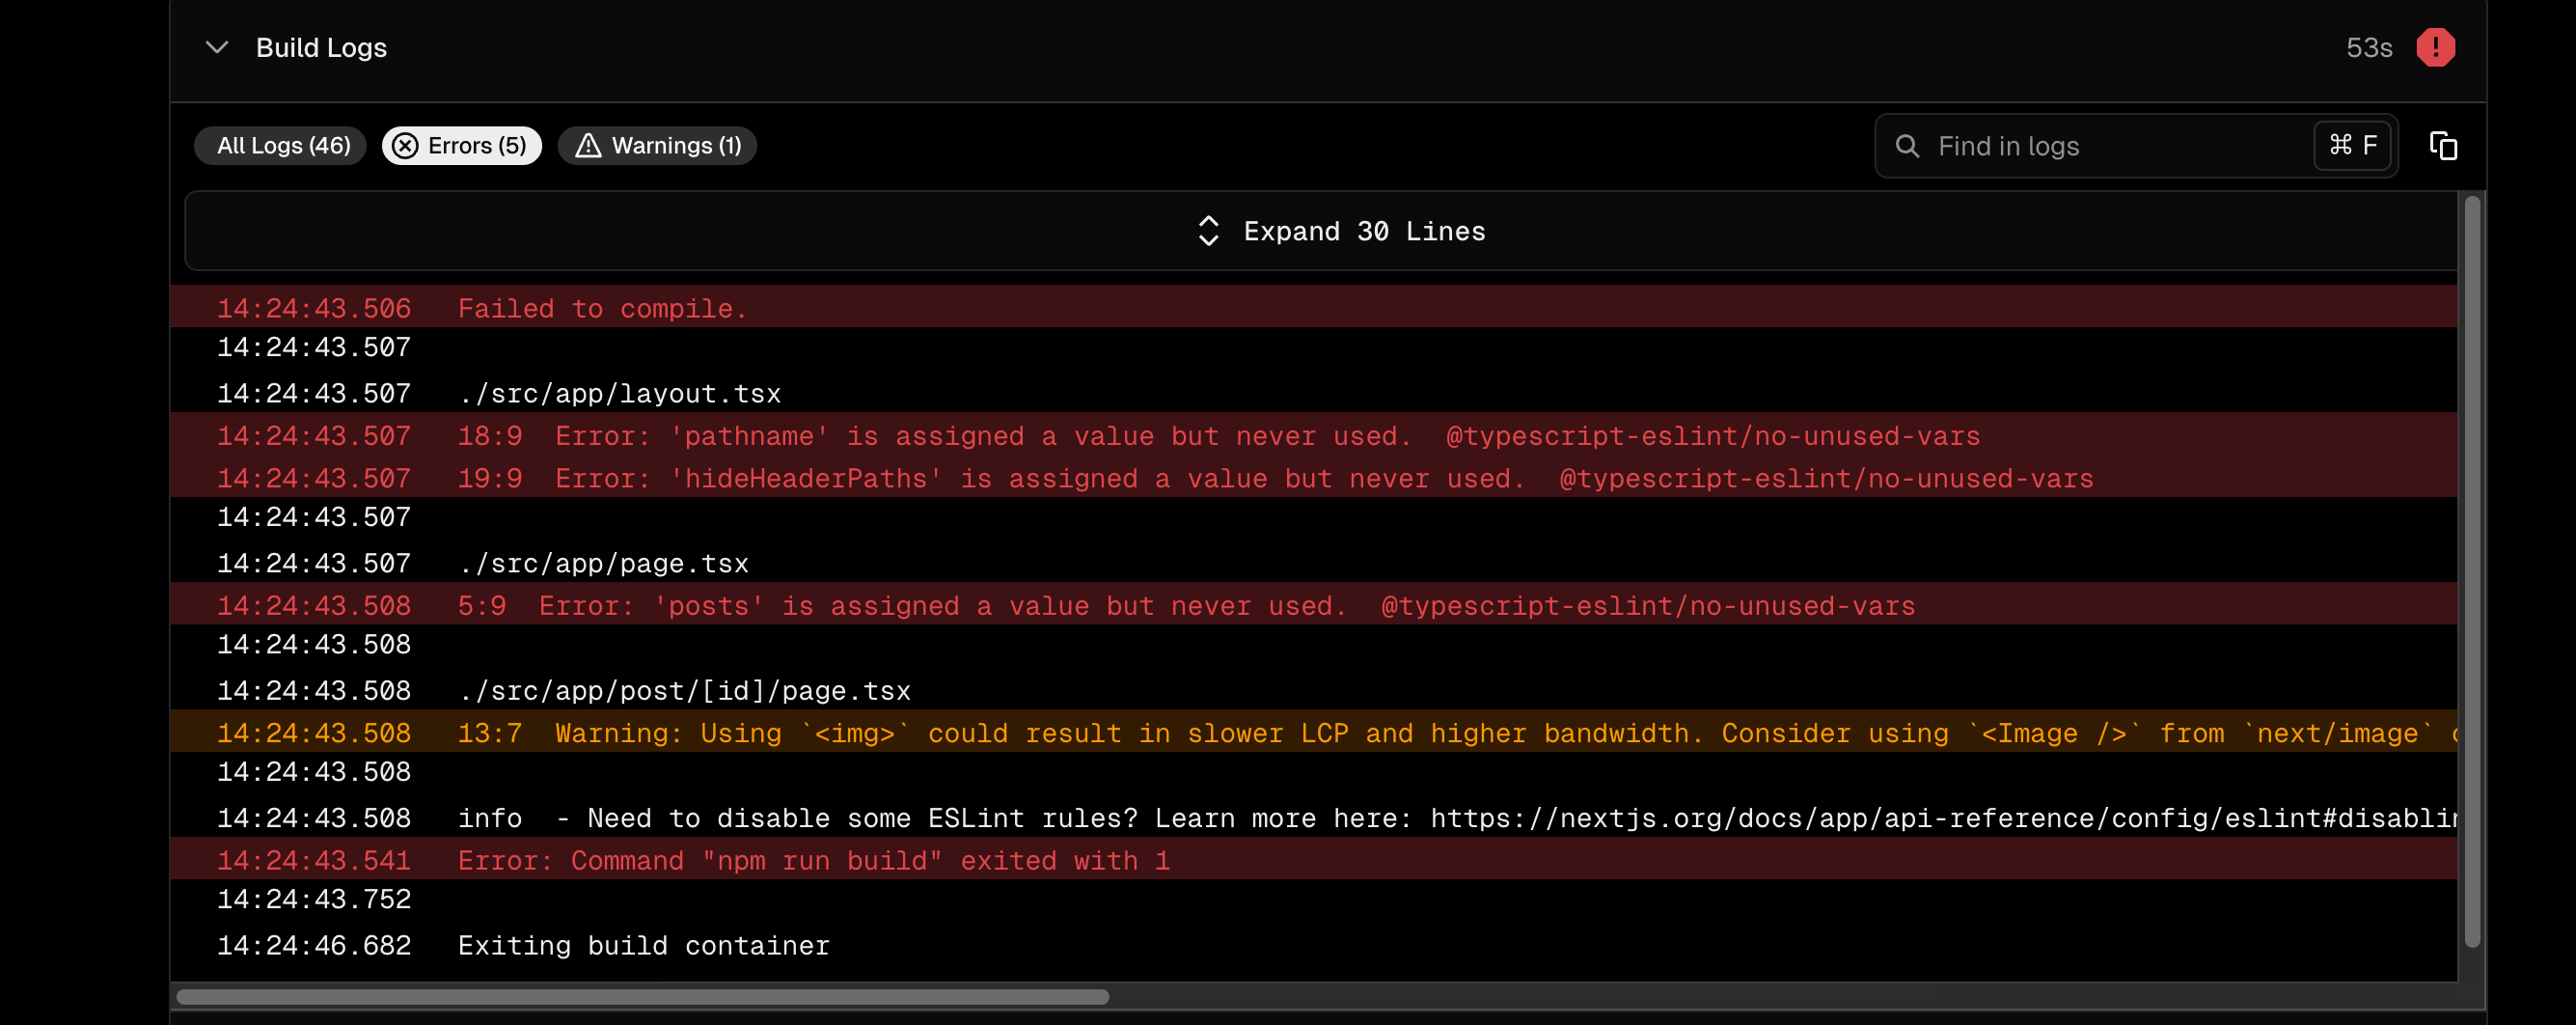 Build Logs 53s
All Logs (46) Errors (5) Warnings (1) Find in logs ⌘ F
Expand 30 Lines
14:24:43.506 Failed to compile.
14:24:43.507
14:24:43.507 ./src/app/layout.tsx
14:24:43.507 18:9 Error: 'pathname' is assigned a value but never used. @typescript-eslint/no-unused-vars
14:24:43.507 19:9 Error: 'hideHeaderPaths' is assigned a value but never used. @typescript-eslint/no-unused-vars
14:24:43.507
14:24:43.507 ./src/app/page.tsx
14:24:43.508 5:9 Error: 'posts' is assigned a value but never used. @typescript-eslint/no-unused-vars
14:24:43.508
14:24:43.508 ./src/app/post/[id]/page.tsx
14:24:43.508 13:7 Warning: Using `<img>` could result in slower LCP and higher bandwidth. Consider using `<Image />` from `next/image`
14:24:43.508
14:24:43.508 info - Need to disable some ESLint rules? Learn more here: https://nextjs.org/docs/app/api-reference/config/eslint#disablin
14:24:43.541 Error: Command "npm run build" exited with 1
14:24:43.752
14:24:46.682 Exiting build container